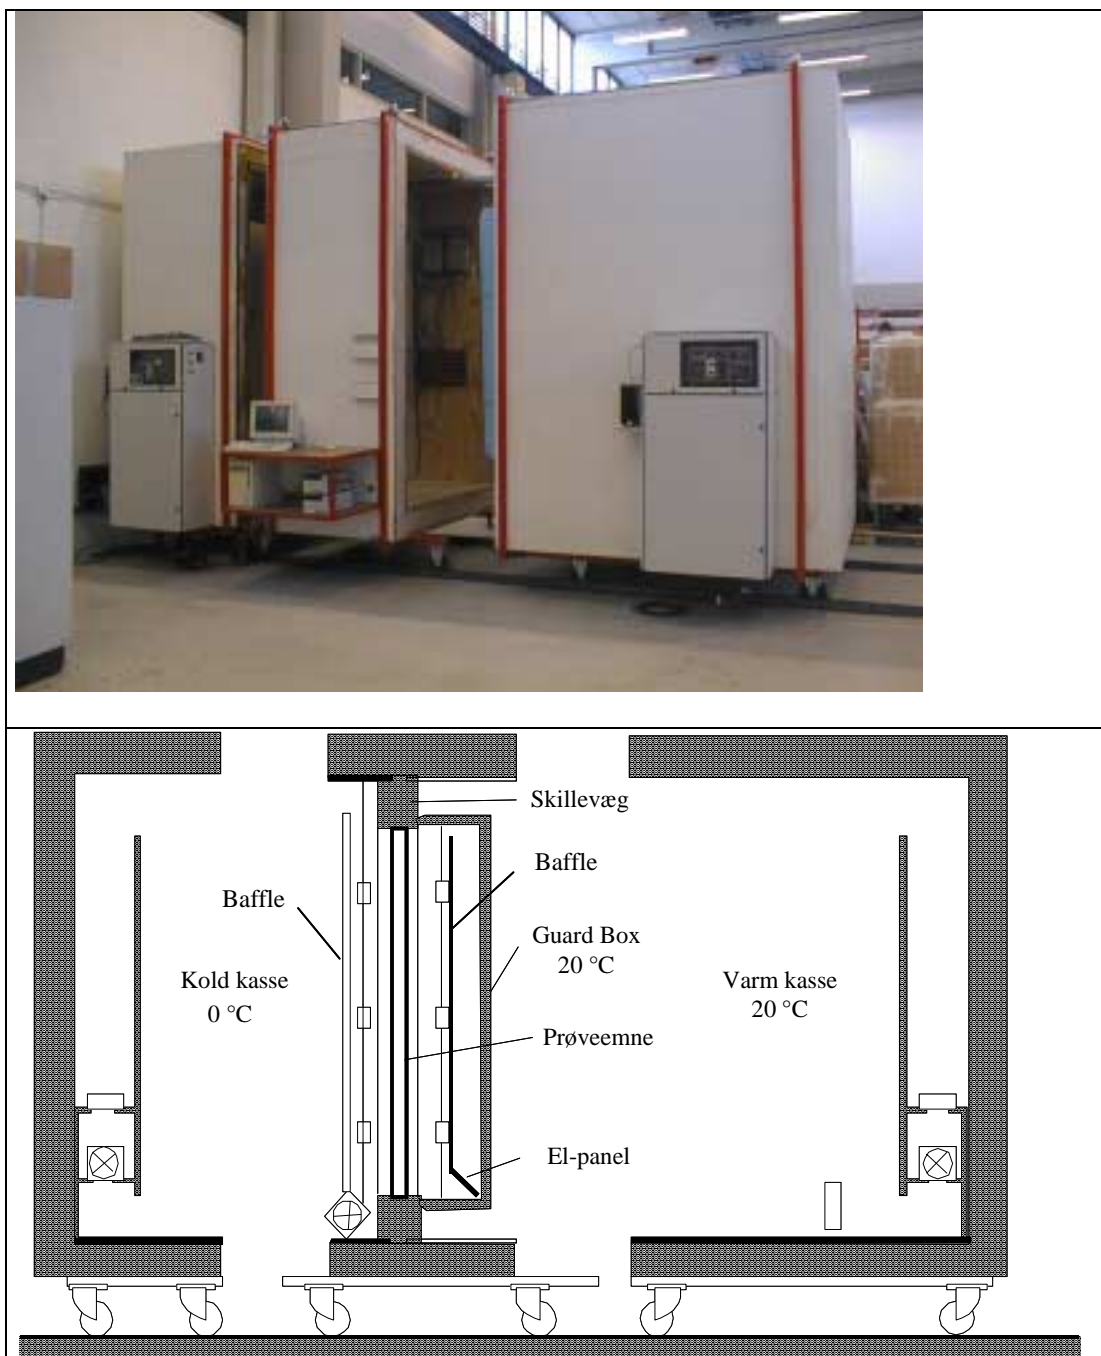 Skillevæg
Baffle
Baffle
Guard Box
20 °C
Kold kasse
0 °C
Varm kasse
20 °C
Prøveemne
El-panel